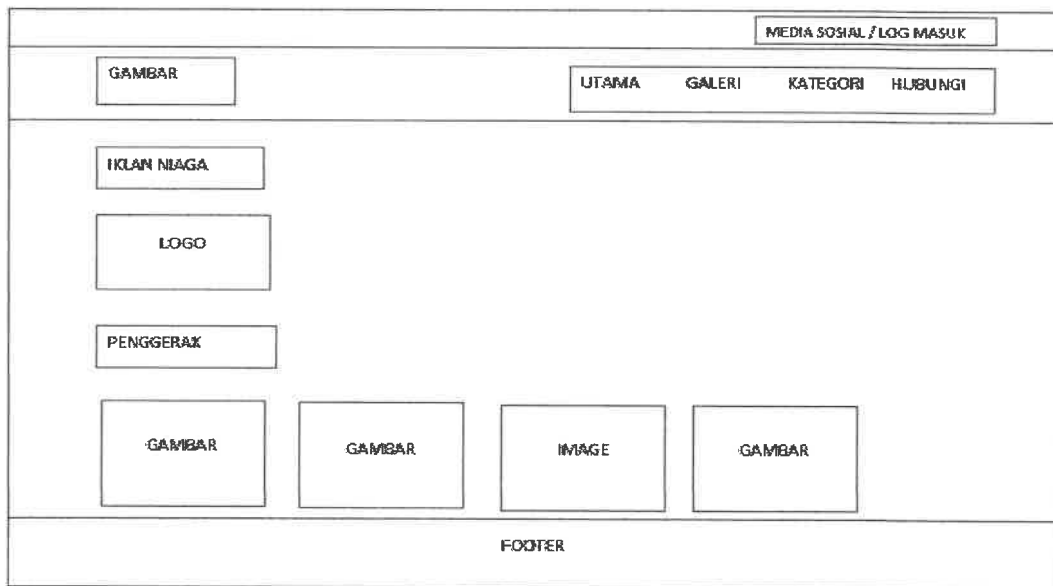 MEDIA SOSIAL / LOG MASUK
GAMBAR
UTAMA GALERI KATEGORI HUBUNGI
IKLAN NIAGA
LOGO
PENGGERAK
GAMBAR GAMBAR IMAGE GAMBAR
FOOTER